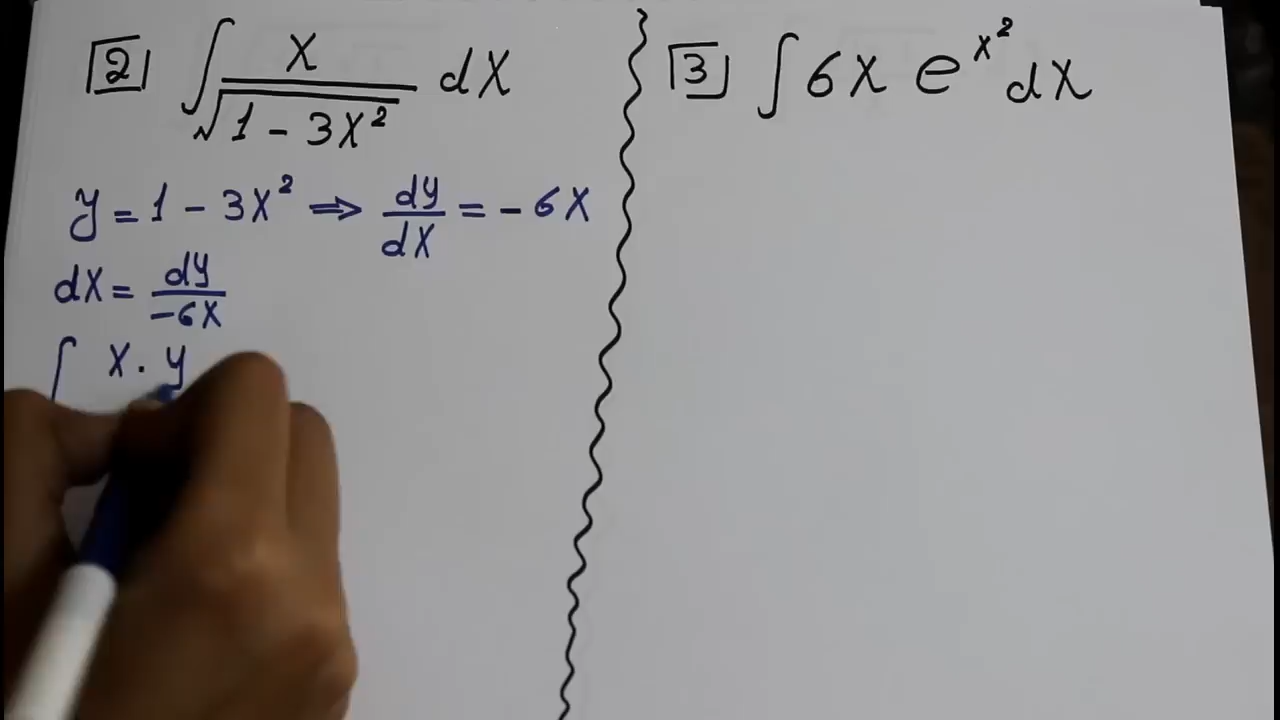 [2] ∫ x/√(1 - 3x²) dx
y = 1 - 3x² ⇒ dy/dx = - 6x
dx = dy/-6x
∫ x · y
[3] ∫ 6x e^x² dx